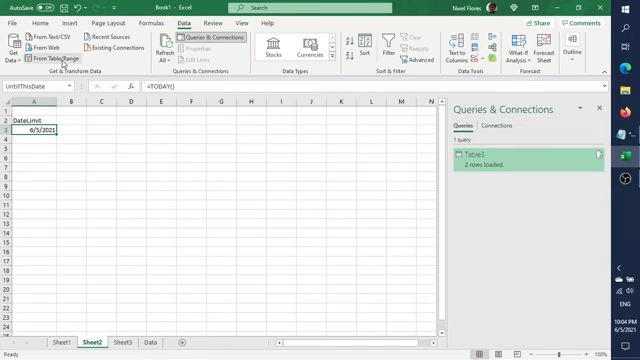 AutoSave Off Book1 - Excel Search Niwel Flores
File Home Insert Page Layout Formulas Data Review View Developer Help Share Comments
Get Data From Text/CSV Recent Sources
From Web Existing Connections
From Table/Range
Get & Transform Data
Refresh All Queries & Connections
Properties
Edit Links
Queries & Connections
Stocks Currencies
Data Types
Sort Filter Clear
Reapply
Advanced
Sort & Filter
Text to Columns
Data Tools
What-If Analysis Forecast Sheet
Forecast
Outline
UntilThisDate fx =TODAY()
A B C D E F G H I J K L M N
1
2 DateLimit
3 6/5/2021
4
5
6
7
8
9
10
11
12
13
14
15
16
17
18
19
20
21
22
23
24
25
Queries & Connections
Queries Connections
1 query
Table3
2 rows loaded.
Sheet1 Sheet2 Sheet3 Data
100%
ENG
10:04 PM
6/5/2021